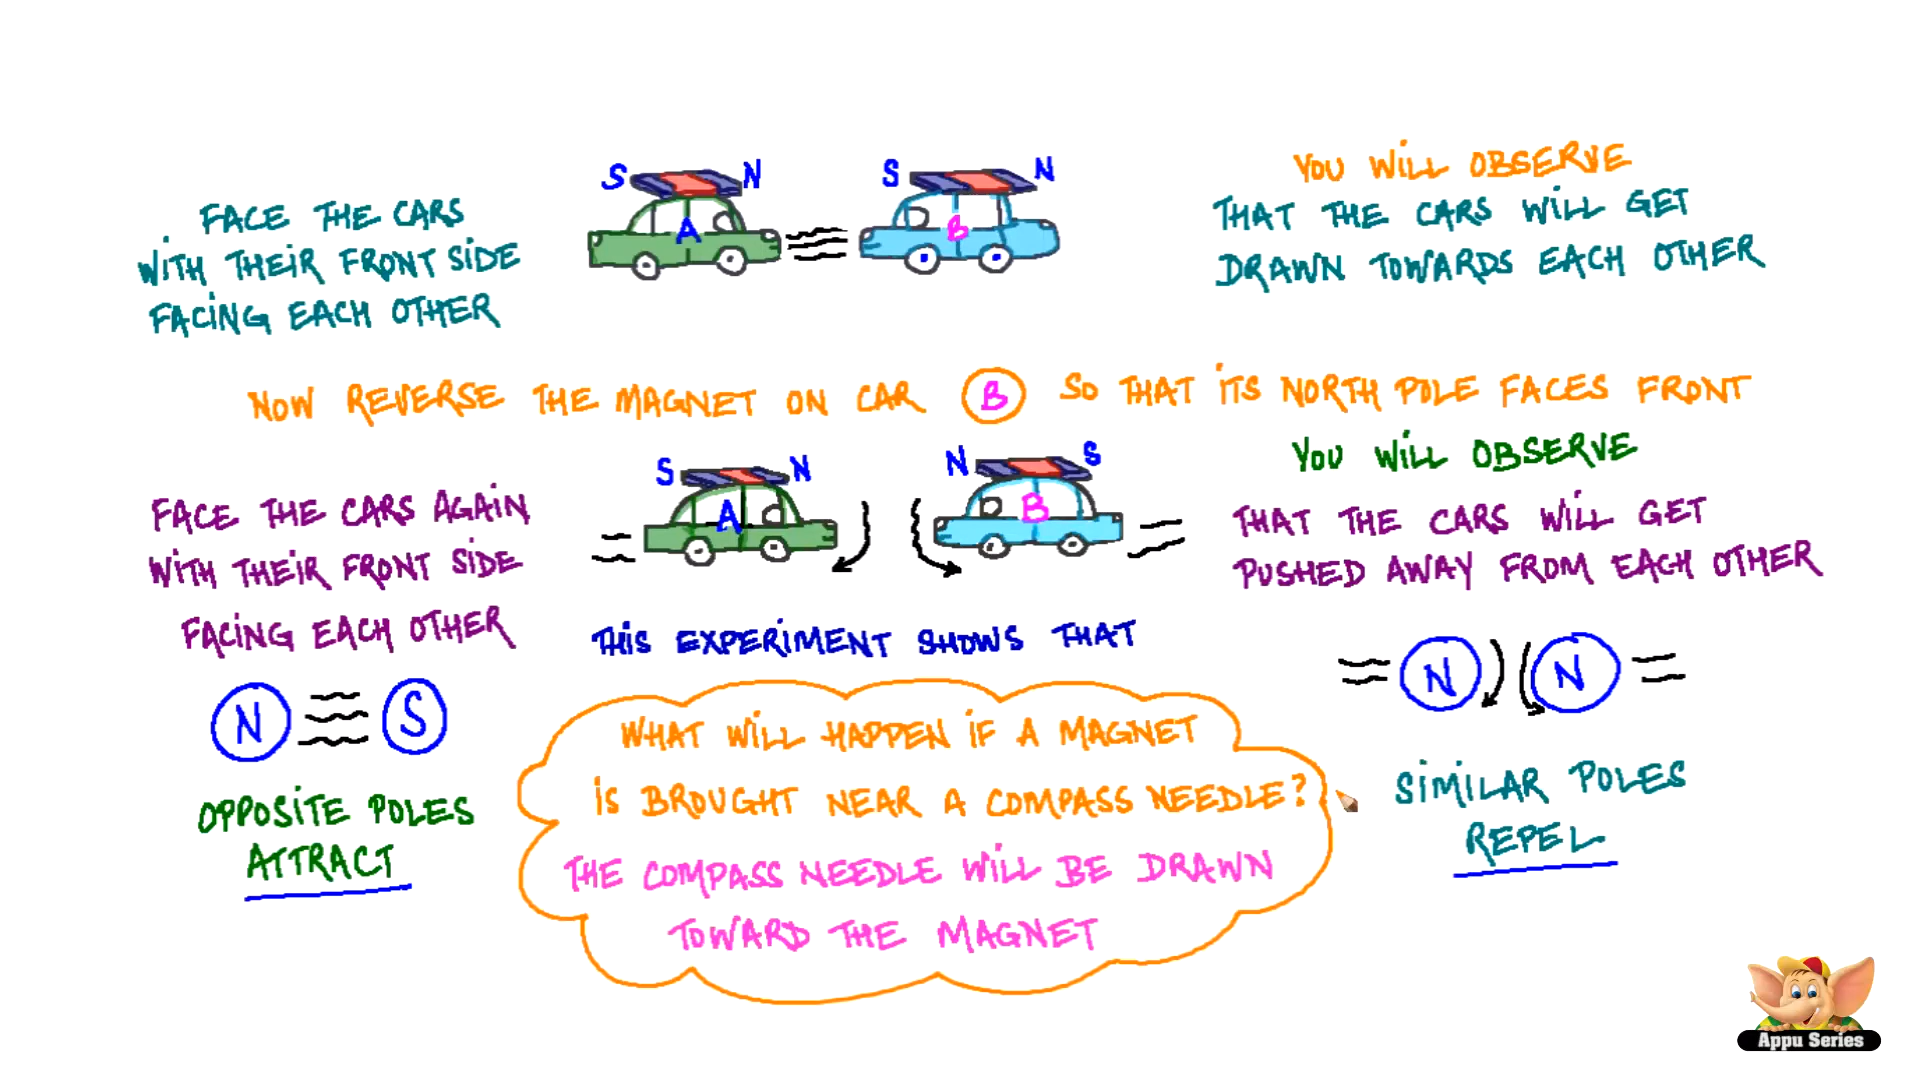 S N S N
A B
FACE THE CARS
WITH THEIR FRONT SIDE
FACING EACH OTHER
YOU WILL OBSERVE
THAT THE CARS WILL GET
DRAWN TOWARDS EACH OTHER
NOW REVERSE THE MAGNET ON CAR B SO THAT ITS NORTH POLE FACES FRONT
S N N S
A B
FACE THE CARS AGAIN
WITH THEIR FRONT SIDE
FACING EACH OTHER
YOU WILL OBSERVE
THAT THE CARS WILL GET
PUSHED AWAY FROM EACH OTHER
THIS EXPERIMENT SHOWS THAT
N S
OPPOSITE POLES
ATTRACT
N N
SIMILAR POLES
REPEL
WHAT WILL HAPPEN IF A MAGNET
IS BROUGHT NEAR A COMPASS NEEDLE?
THE COMPASS NEEDLE WILL BE DRAWN
TOWARD THE MAGNET
Appu Series